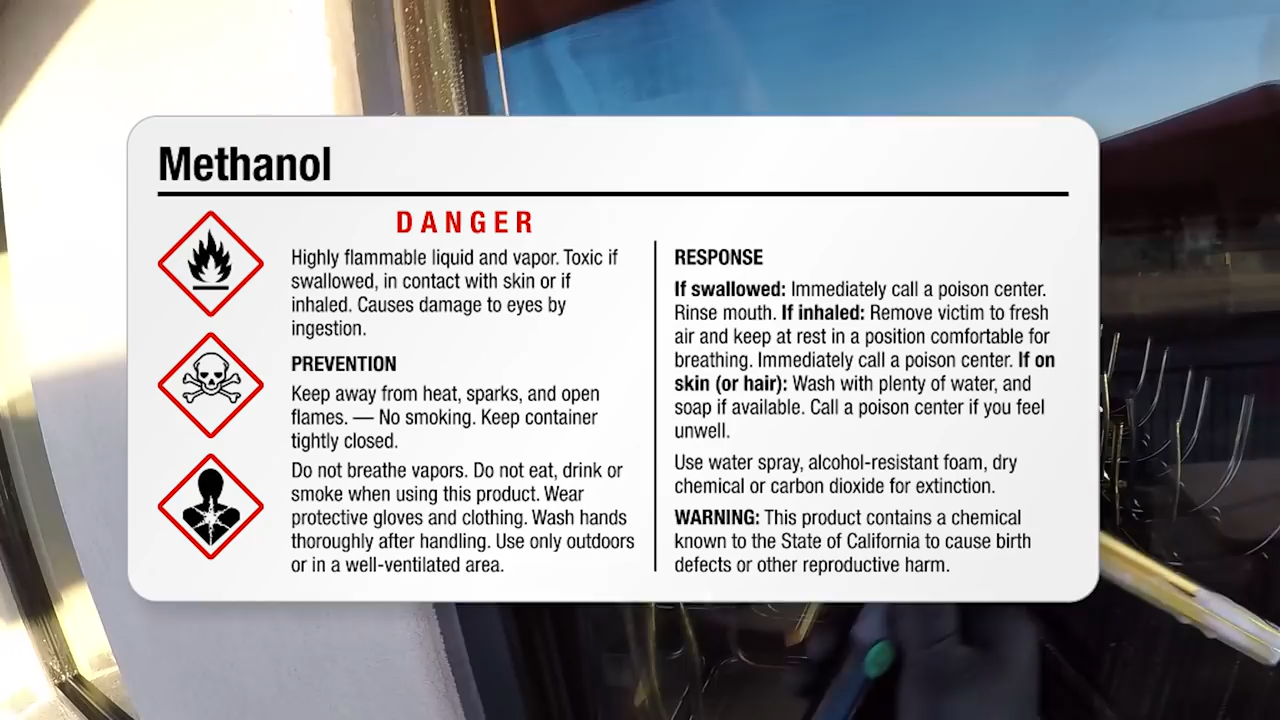 Methanol
DANGER
Highly flammable liquid and vapor. Toxic if
swallowed, in contact with skin or if
inhaled. Causes damage to eyes by
ingestion.
PREVENTION
Keep away from heat, sparks, and open
flames. — No smoking. Keep container
tightly closed.
Do not breathe vapors. Do not eat, drink or
smoke when using this product. Wear
protective gloves and clothing. Wash hands
thoroughly after handling. Use only outdoors
or in a well-ventilated area.
RESPONSE
If swallowed: Immediately call a poison center.
Rinse mouth. If inhaled: Remove victim to fresh
air and keep at rest in a position comfortable for
breathing. Immediately call a poison center. If on
skin (or hair): Wash with plenty of water, and
soap if available. Call a poison center if you feel
unwell.
Use water spray, alcohol-resistant foam, dry
chemical or carbon dioxide for extinction.
WARNING: This product contains a chemical
known to the State of California to cause birth
defects or other reproductive harm.